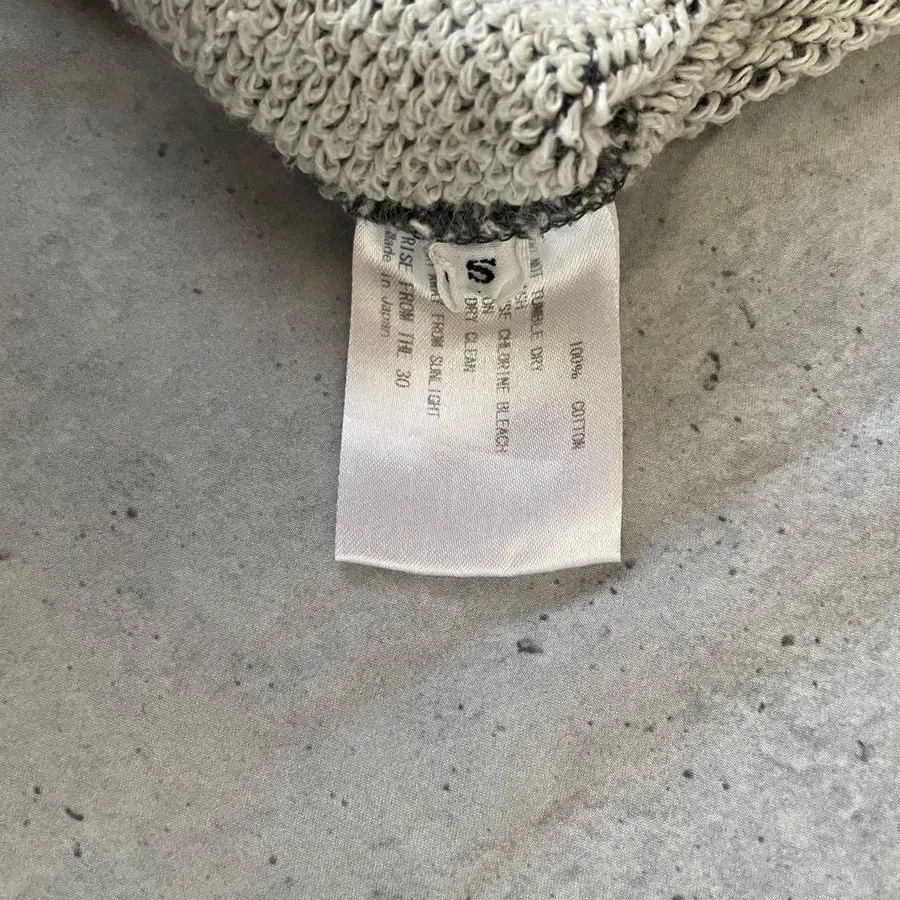 100% COTTON
NOT TUMBLE DRY
CHLORINE BLEACH
DRY CLEAN
FROM SUNLIGHT
RISE FROM THE 30
Made in Japan
S